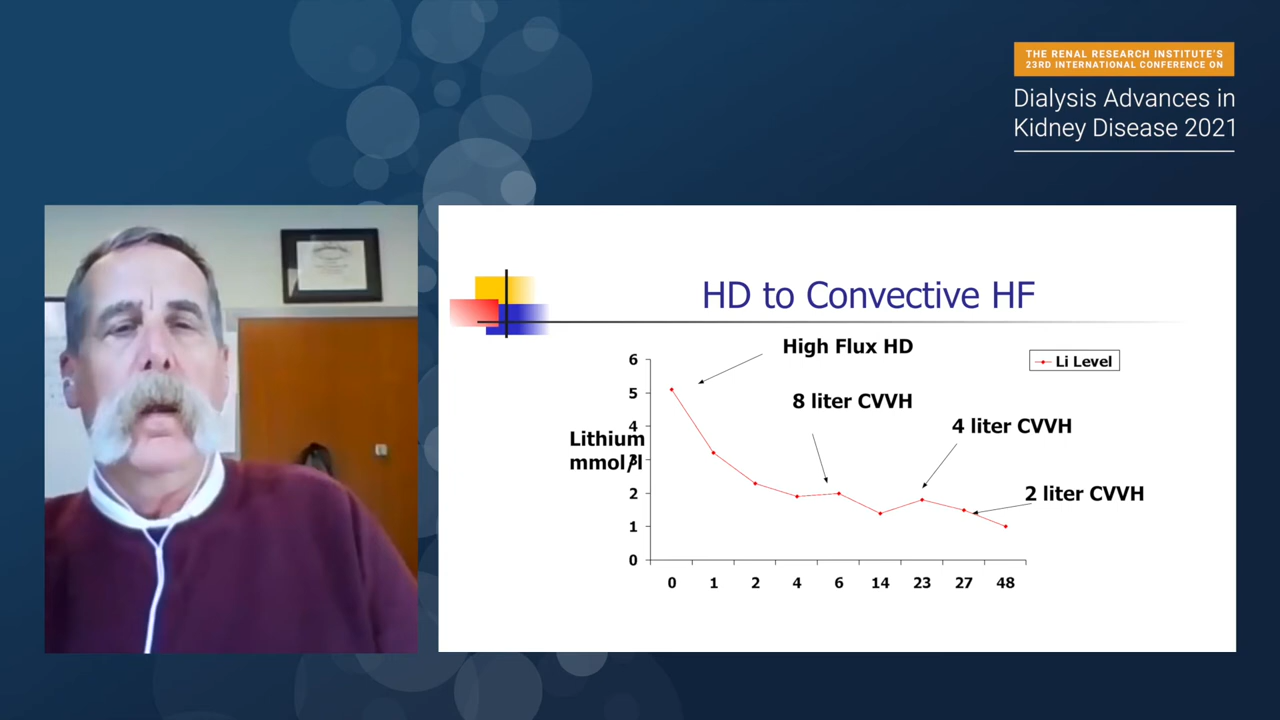 THE RENAL RESEARCH INSTITUTE'S
23RD INTERNATIONAL CONFERENCE ON
Dialysis Advances in
Kidney Disease 2021
HD to Convective HF
High Flux HD
Li Level
8 liter CVVH
4 liter CVVH
2 liter CVVH
Lithium
mmol/l
6
5
4
3
2
1
0
0 1 2 4 6 14 23 27 48